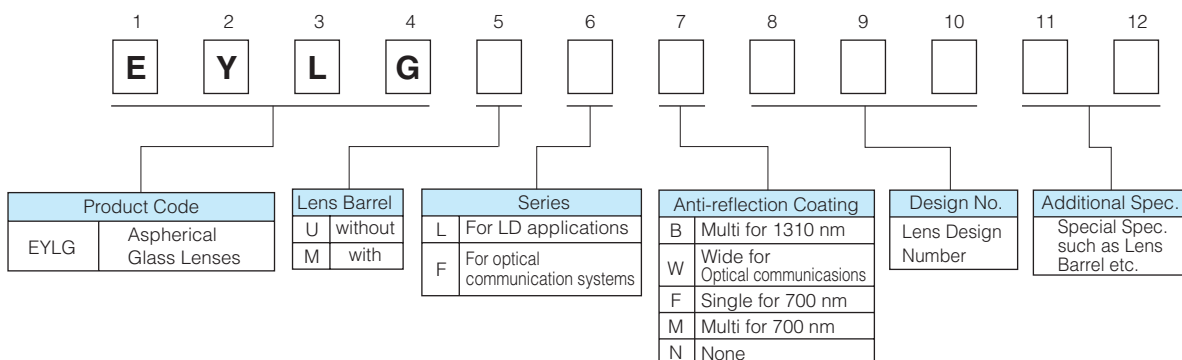 1 2 3 4 5 6 7 8 9 10 11 12
E Y L G
Product Code
EYLG Aspherical
Glass Lenses
Lens Barrel
U without
M with
Series
L For LD applications
F For optical
communication systems
Anti-reflection Coating
B Multi for 1310 nm
W Wide for
Optical communicasions
F Single for 700 nm
M Multi for 700 nm
N None
Design No.
Lens Design
Number
Additional Spec.
Special Spec.
such as Lens
Barrel etc.